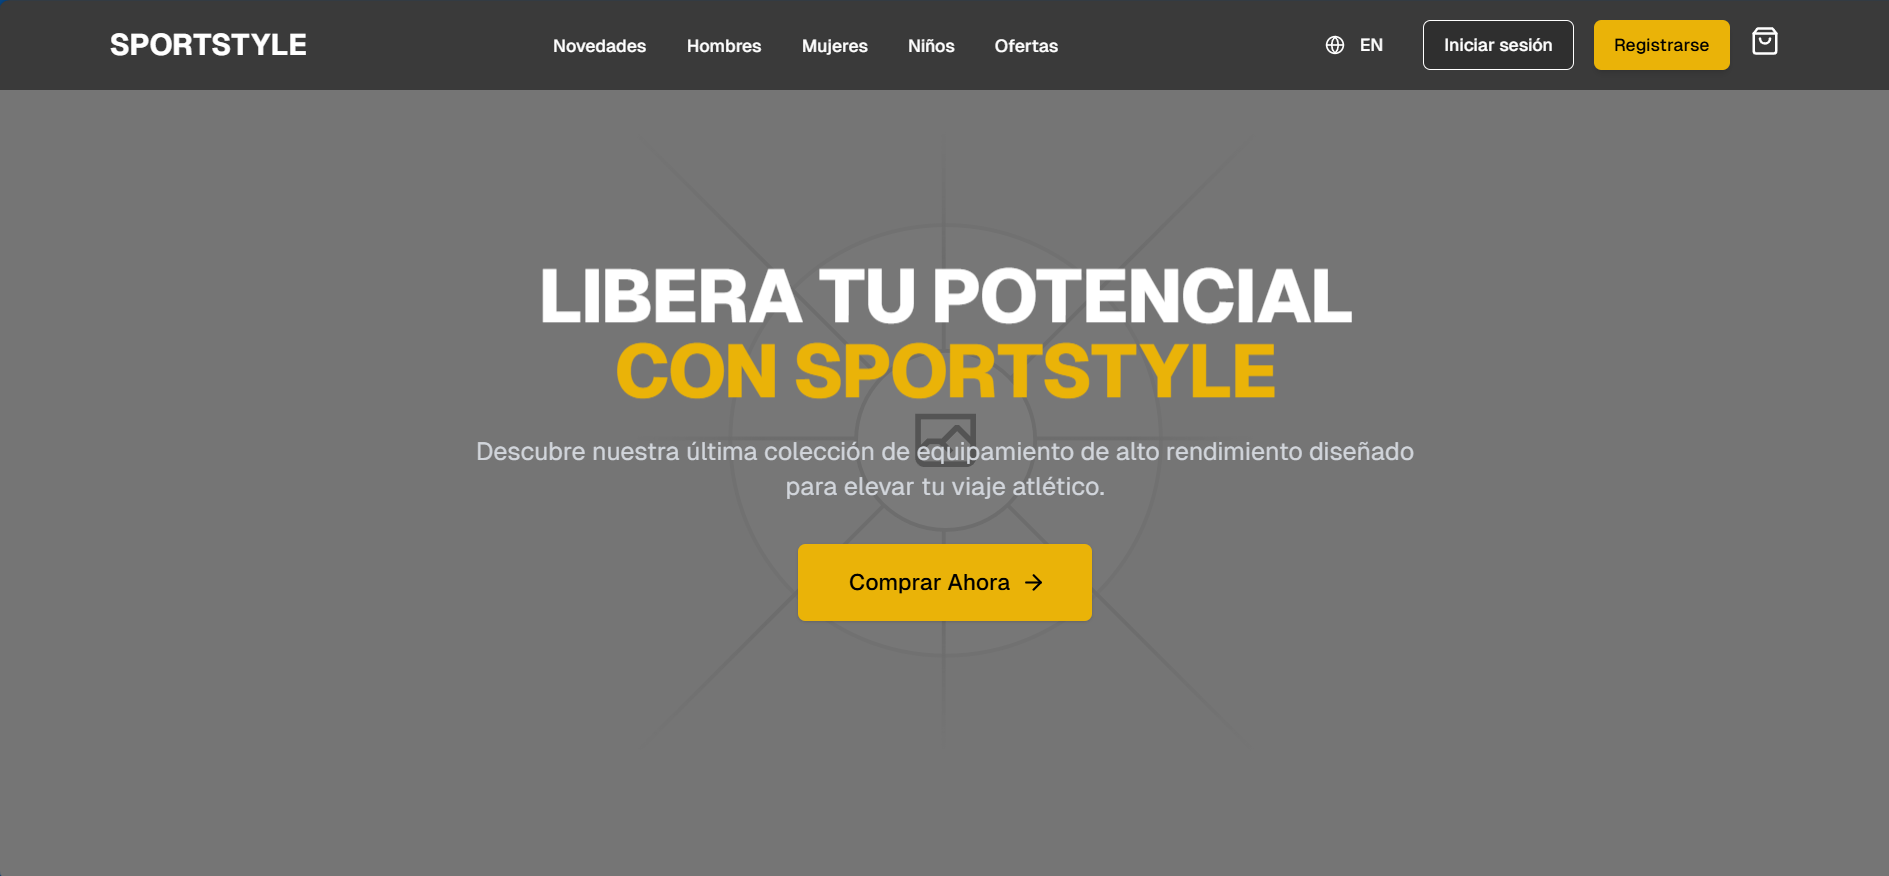 SPORTSTYLE
Novedades
Hombres
Mujeres
Niños
Ofertas
EN
Iniciar sesión
Registrarse
LIBERA TU POTENCIAL
CON SPORTSTYLE
Descubre nuestra última colección de equipamiento de alto rendimiento diseñado
para elevar tu viaje atlético.
Comprar Ahora